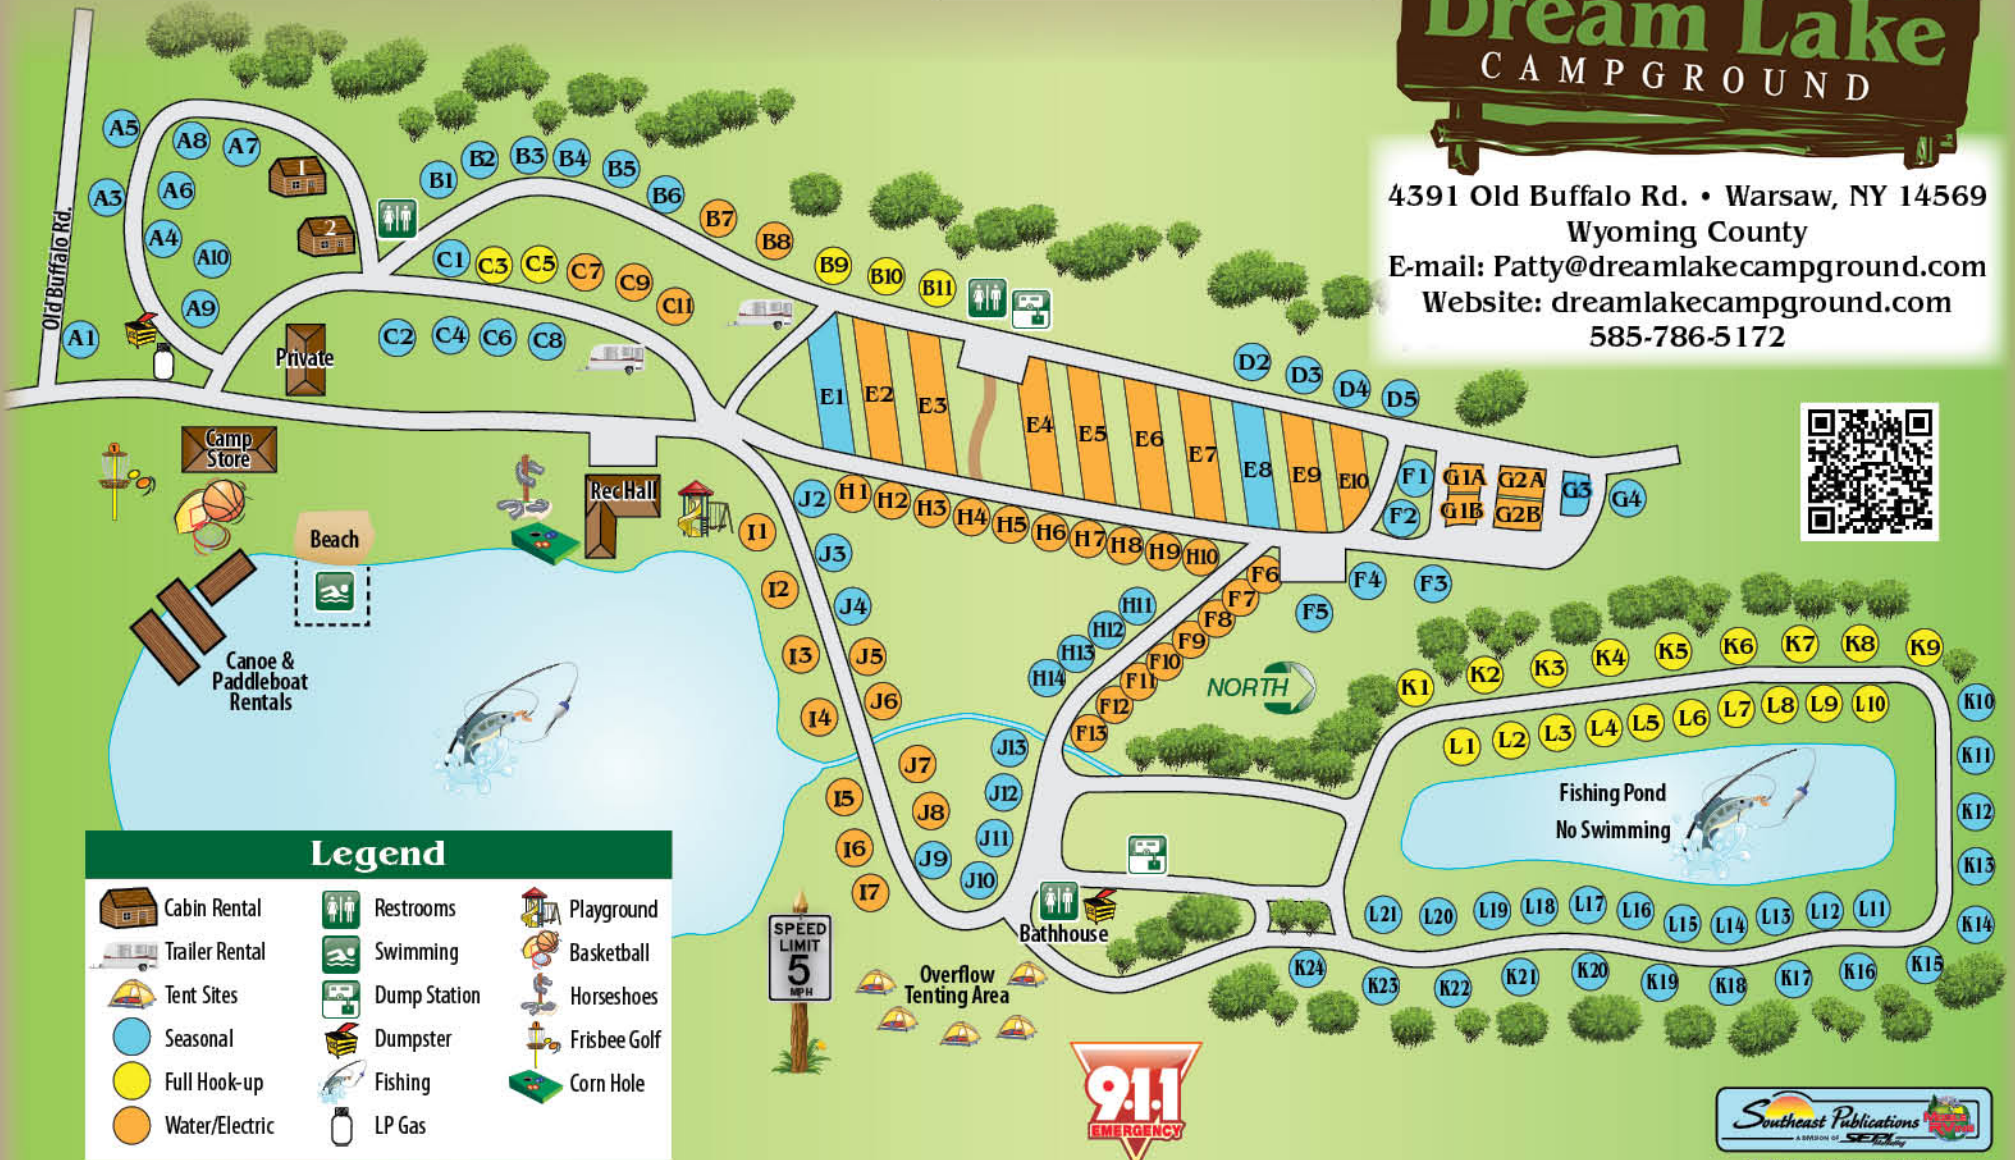 Dream Lake
CAMPGROUND
4391 Old Buffalo Rd. • Warsaw, NY 14569
Wyoming County
E-mail: Patty@dreamlakecampground.com
Website: dreamlakecampground.com
585-786-5172
Old Buffalo Rd.
A5
A8
A7
A3
A6
A4
A10
A9
A1
1
2
Private
B1
B2
B3
B4
B5
B6
B7
B8
B9
B10
B11
C1
C3
C5
C7
C9
C11
C2
C4
C6
C8
D2
D3
D4
D5
E1
E2
E3
E4
E5
E6
E7
E8
E9
E10
F1
F2
G1A
G1B
G2A
G2B
G3
G4
Camp
Store
Rec Hall
Beach
Canoe &
Paddleboat
Rentals
J2
H1
H2
H3
H4
H5
H6
H7
H8
H9
H10
H11
H12
H13
H14
F6
F7
F8
F9
F10
F11
F12
F13
F5
F4
F3
I1
I2
I3
I4
I5
I6
I7
J3
J4
J5
J6
J7
J8
J9
J10
J11
J12
J13
NORTH
K1
K2
K3
K4
K5
K6
K7
K8
K9
K10
K11
K12
K13
K14
K15
K16
K17
K18
K19
K20
K21
K22
K23
K24
L1
L2
L3
L4
L5
L6
L7
L8
L9
L10
Fishing Pond
No Swimming
L21
L20
L19
L18
L17
L16
L15
L14
L13
L12
L11
Bathhouse
Overflow
Tenting Area
SPEED
LIMIT
5
MPH
9.1.1
EMERGENCY
Legend
Cabin Rental
Trailer Rental
Tent Sites
Seasonal
Full Hook-up
Water/Electric
Restrooms
Swimming
Dump Station
Dumpster
Fishing
LP Gas
Playground
Basketball
Horseshoes
Frisbee Golf
Corn Hole
Southeast Publications
A DIVISION OF SEPI